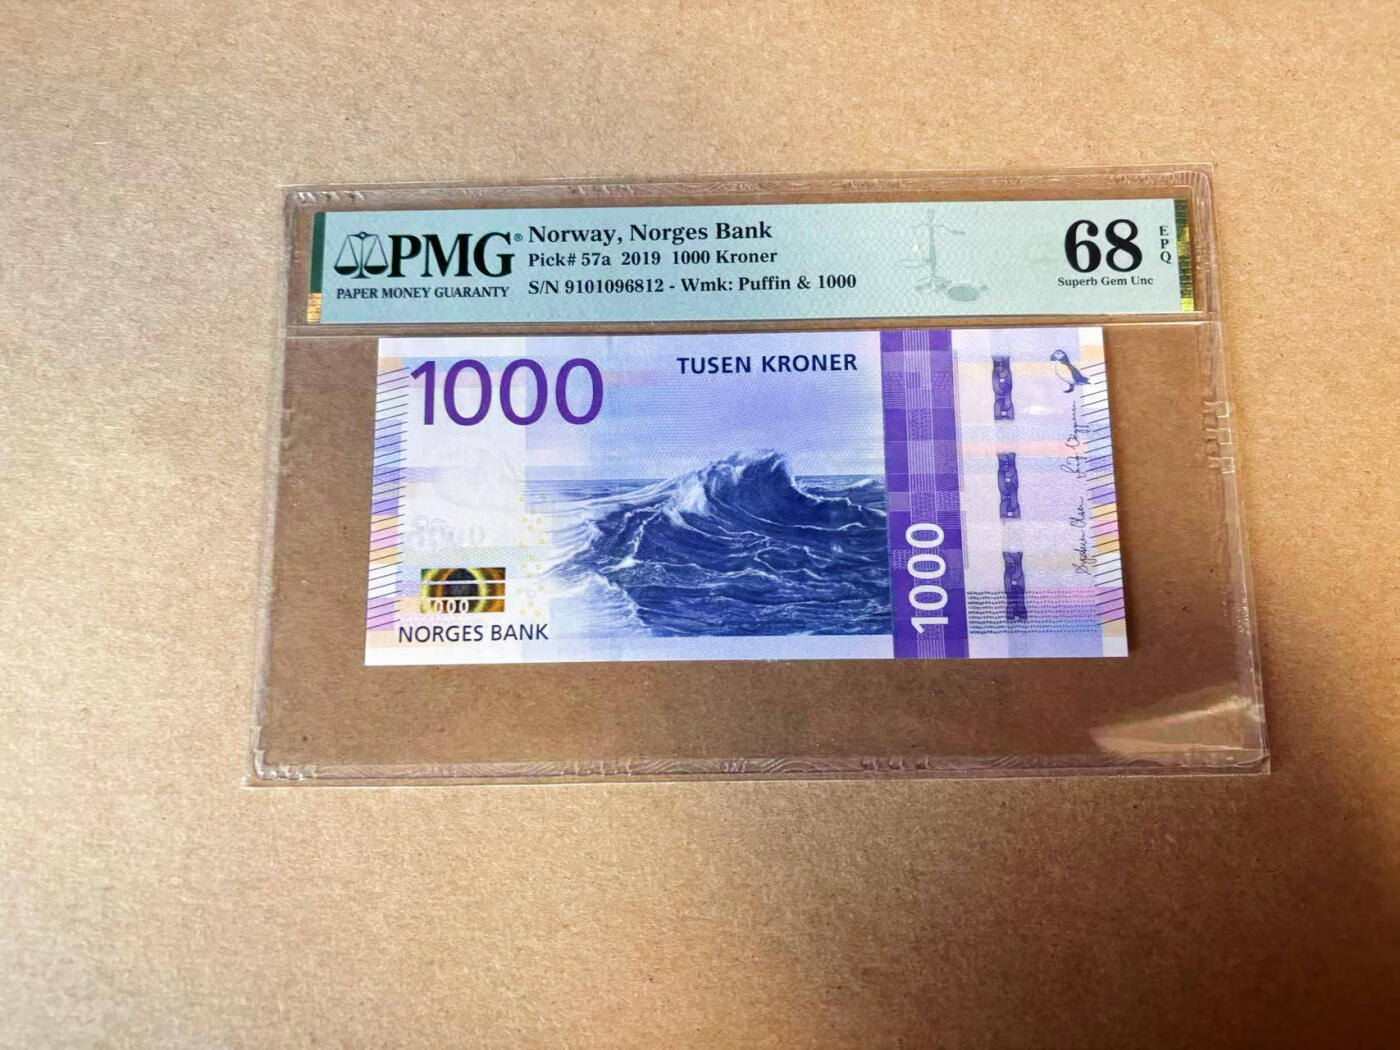 PMG®
PAPER MONEY GUARANTY
Norway, Norges Bank
Pick# 57a 2019 1000 Kroner
S/N 9101096812 - Wmk: Puffin & 1000
68
EPQ
Superb Gem Unc
1000
TUSEN KRONER
1000
NORGES BANK
1000